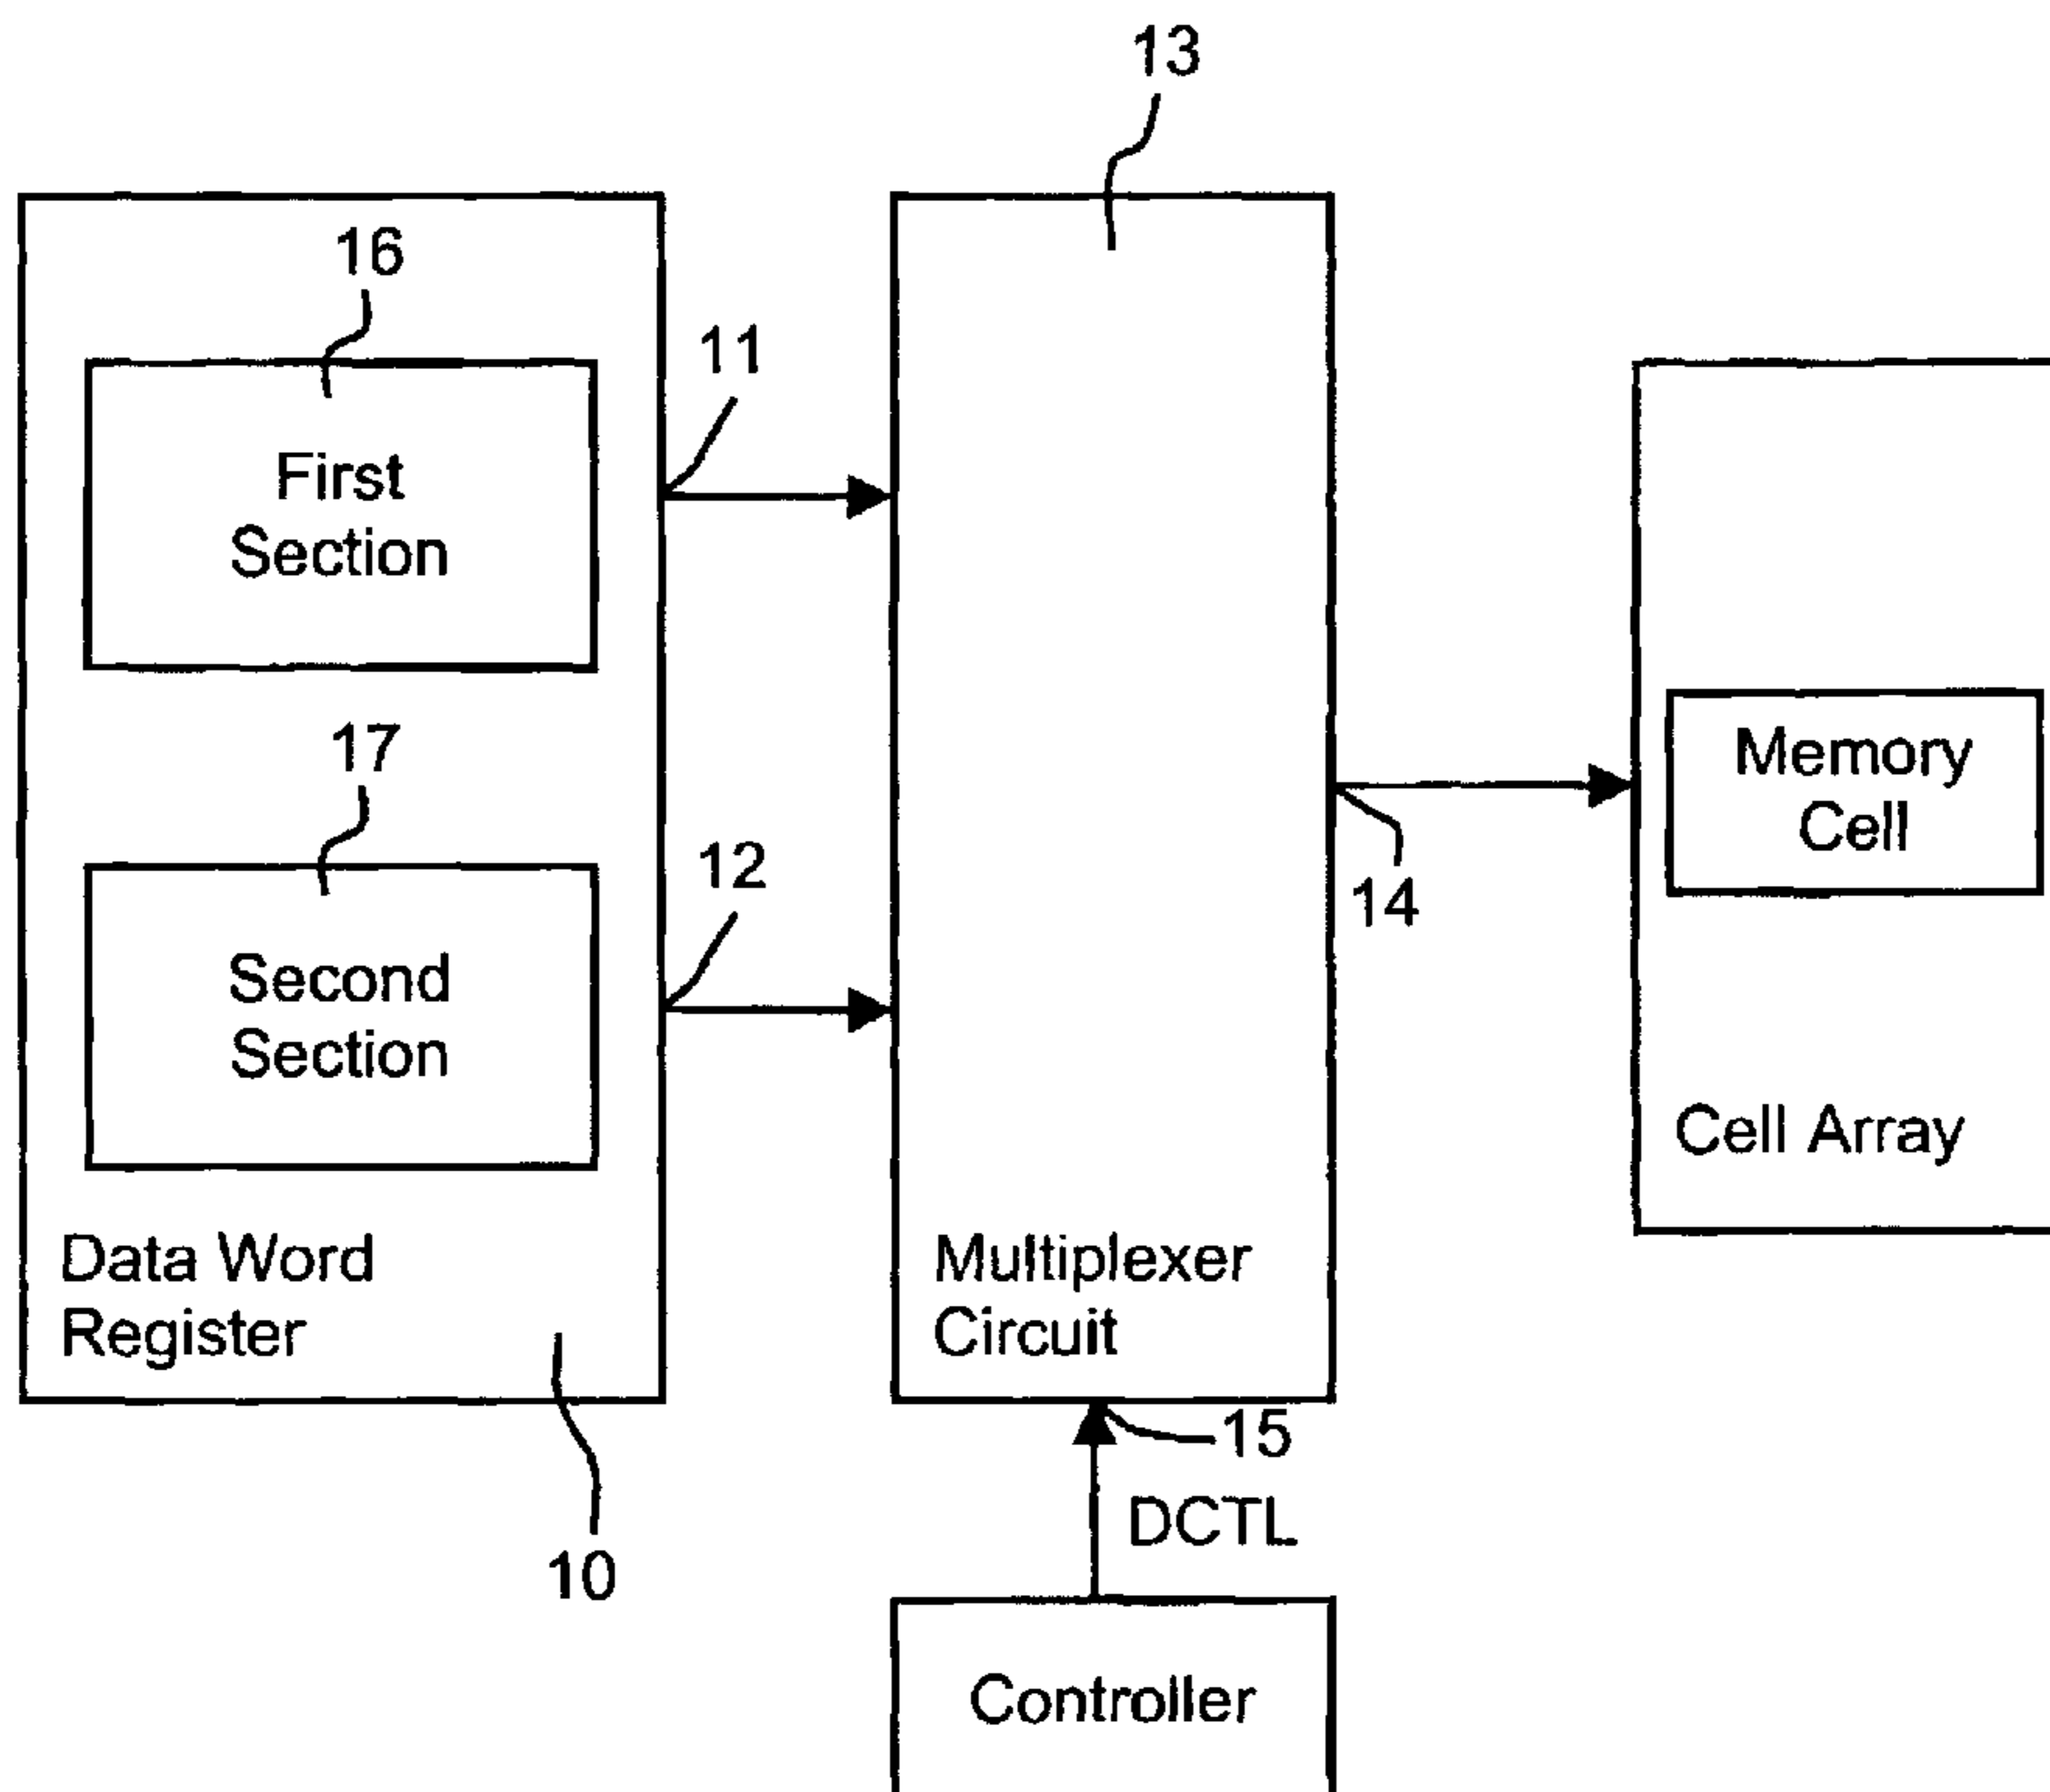 13
16
11
First
Section
17
12
Memory
Cell
14
Second
Section
Cell Array
Data Word
Register
Multiplexer
Circuit
15
DCTL
10
Controller